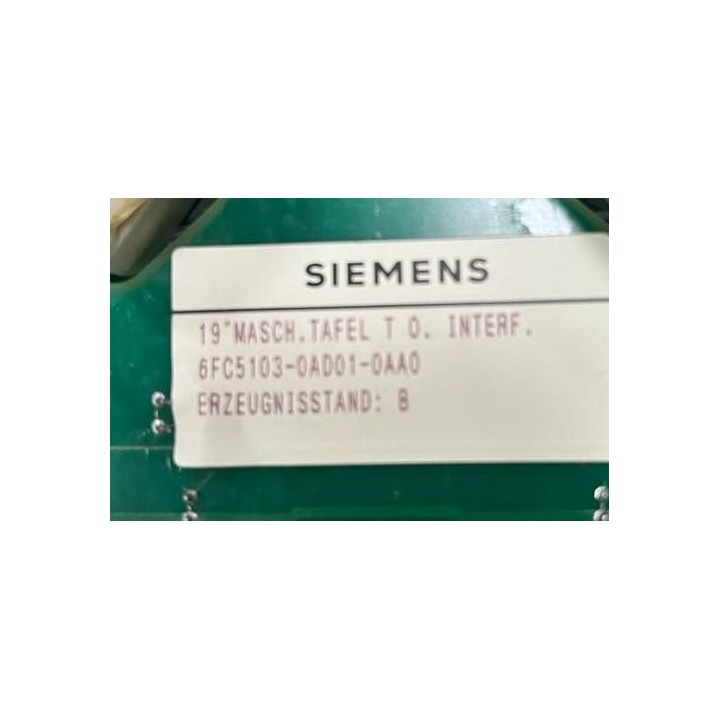 SIEMENS
19"MASCH.TAFEL T O. INTERF.
6FC5103-0AD01-0AA0
ERZEUGNISSTAND: B